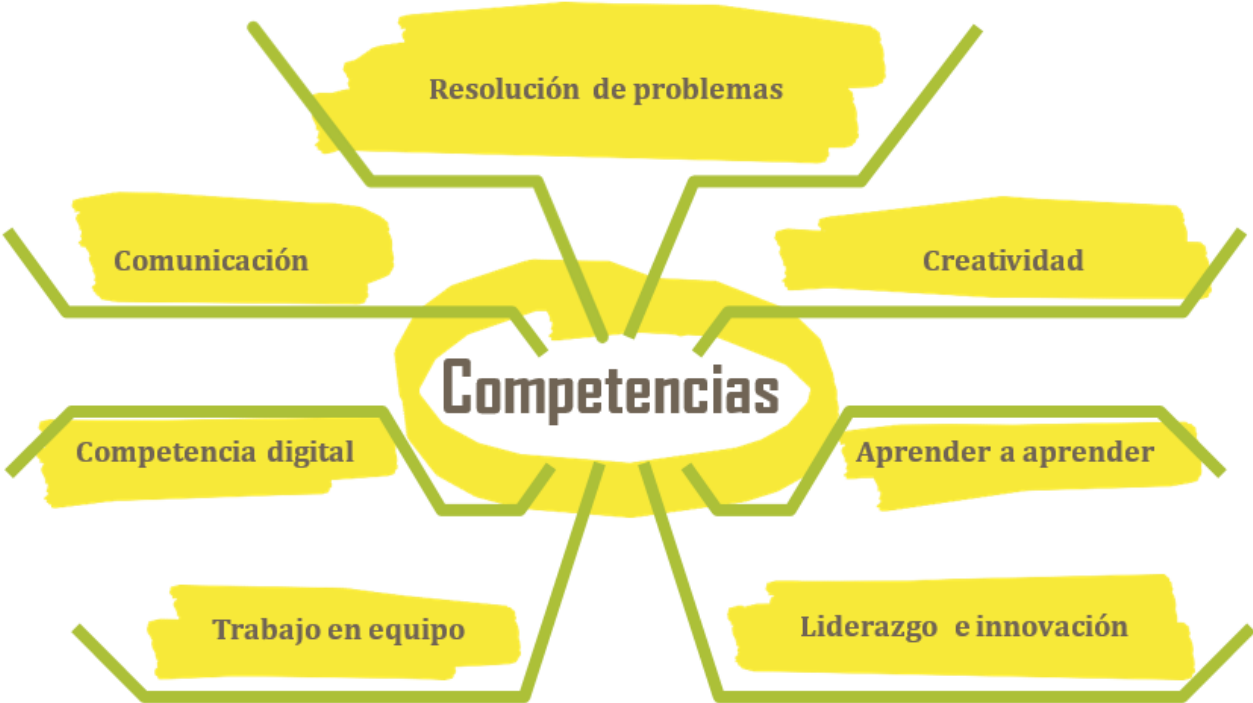 Resolución de problemas
Comunicación
Creatividad
Competencias
Competencia digital
Aprender a aprender
Trabajo en equipo
Liderazgo e innovación